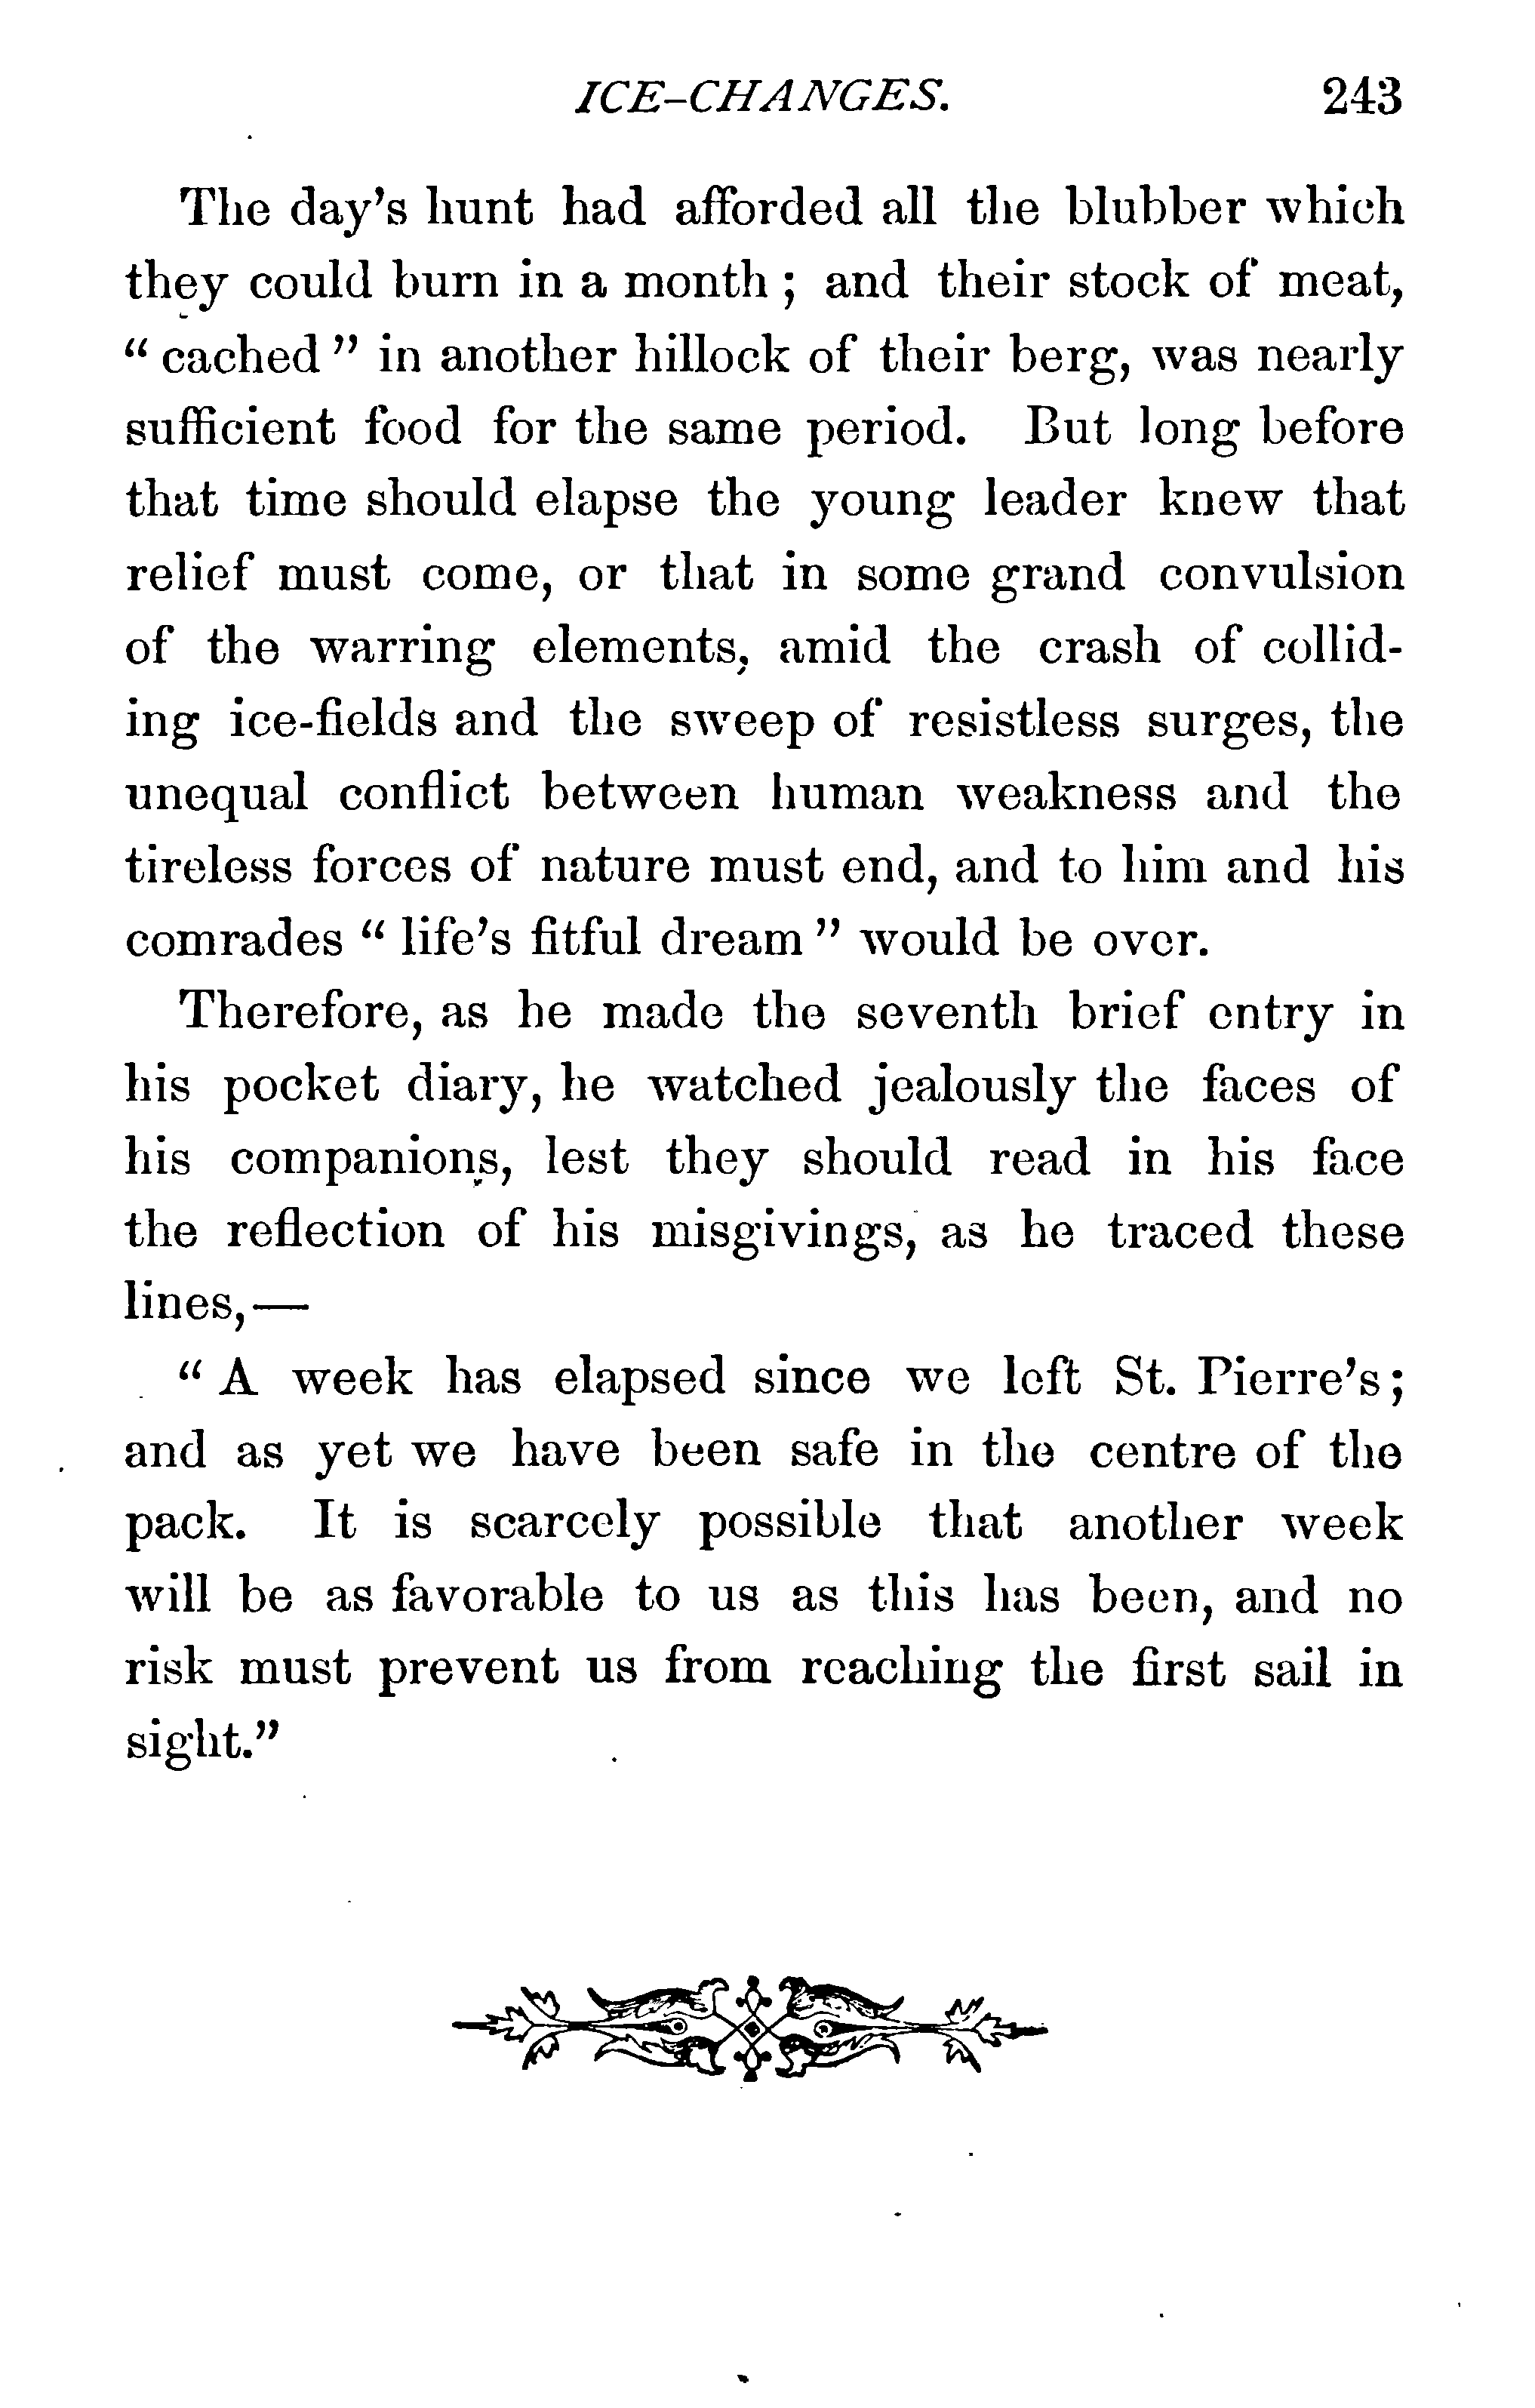 ICE-CHANGES. 243
The day's hunt had afforded all the blubber which
they could burn in a month ; and their stock of meat,
" cached " in another hillock of their berg, was nearly
sufficient food for the same period. But long before
that time should elapse the young leader knew that
relief must come, or that in some grand convulsion
of the warring elements, amid the crash of collid-
ing ice-fields and the sweep of resistless surges, the
unequal conflict between human weakness and the
tireless forces of nature must end, and to him and his
comrades " life's fitful dream " would be over.
Therefore, as he made the seventh brief entry in
his pocket diary, he watched jealously the faces of
his companions, lest they should read in his face
the reflection of his misgivings, as he traced these
lines,—
" A week has elapsed since we left St. Pierre's;
and as yet we have been safe in the centre of the
pack. It is scarcely possible that another week
will be as favorable to us as this has been, and no
risk must prevent us from reaching the first sail in
sight."